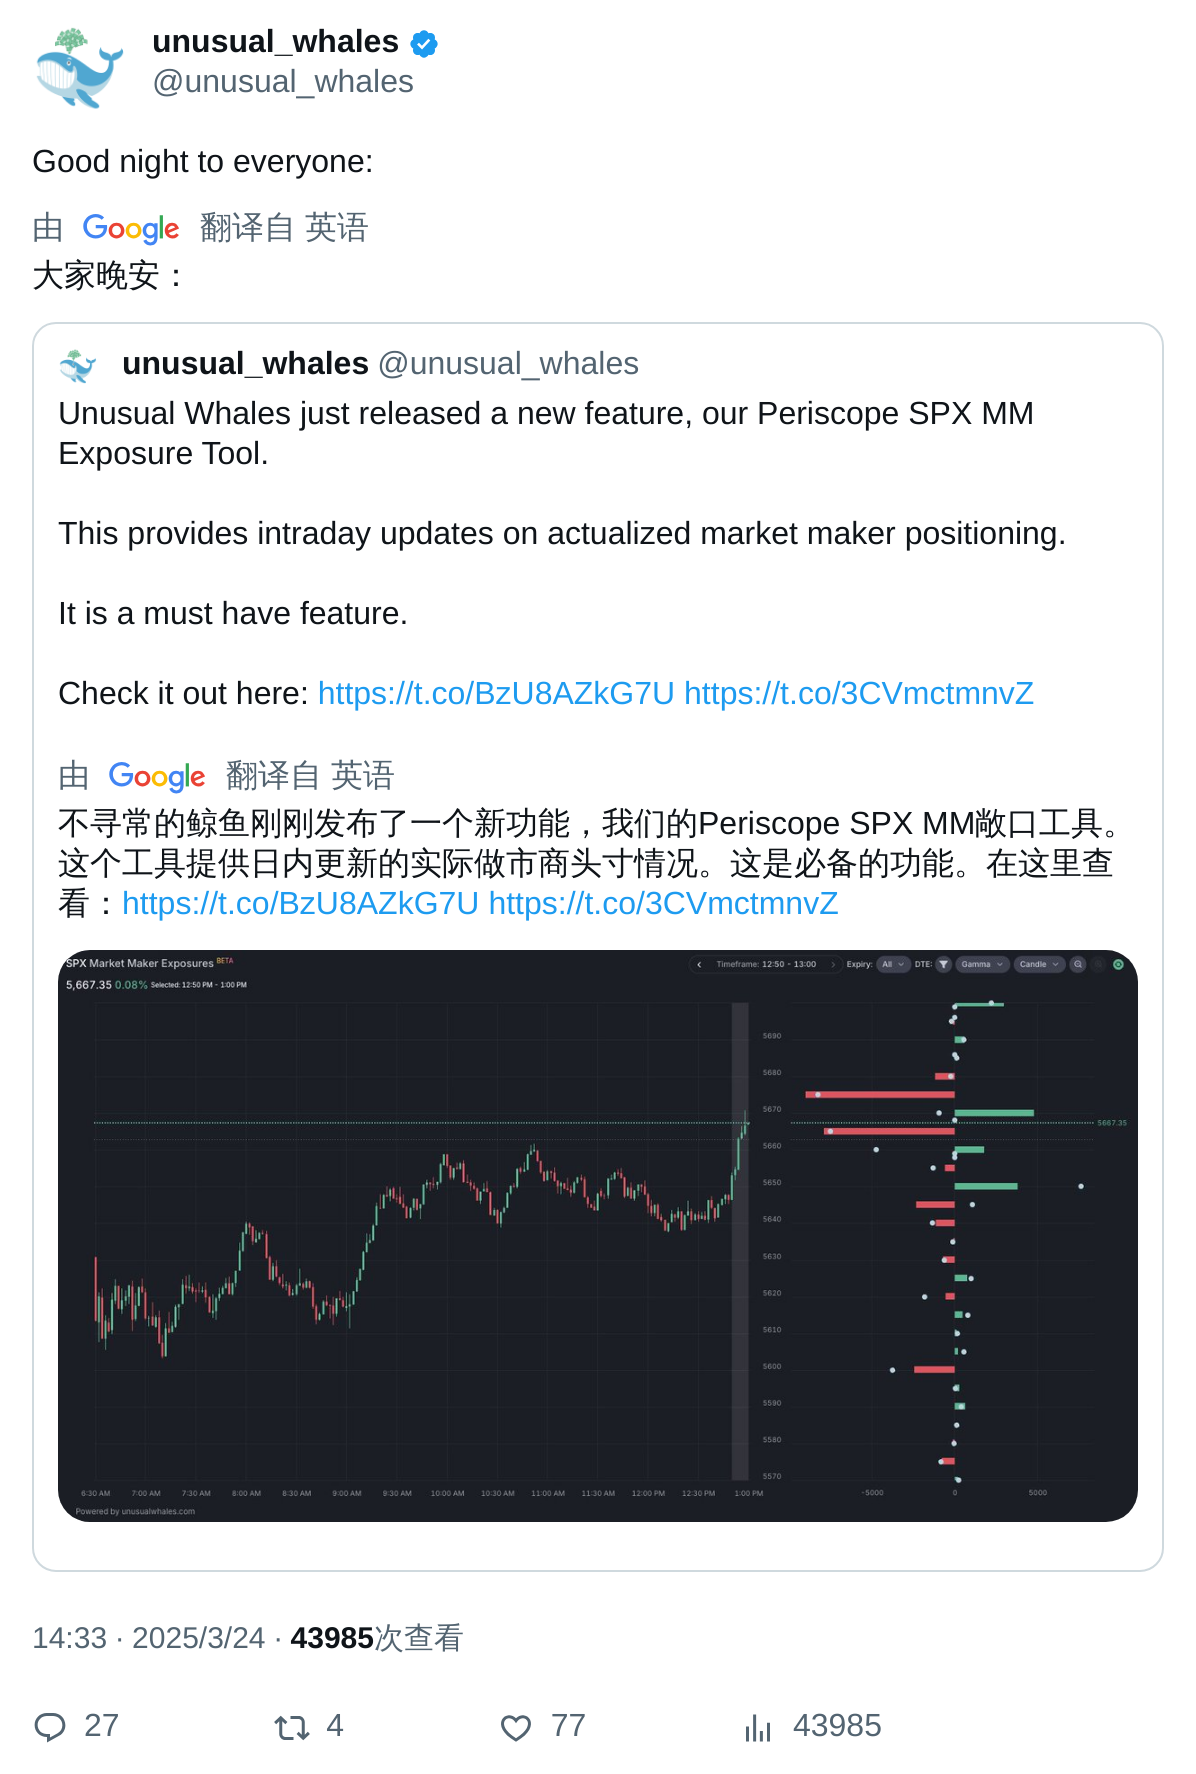 unusual_whales
@unusual_whales
Good night to everyone:
由 Google 翻译自 英语
大家晚安：
unusual_whales @unusual_whales
Unusual Whales just released a new feature, our Periscope SPX MM
Exposure Tool.
This provides intraday updates on actualized market maker positioning.
It is a must have feature.
Check it out here: https://t.co/BzU8AZkG7U https://t.co/3CVmctmnvZ
由 Google 翻译自 英语
不寻常的鲸鱼刚刚发布了一个新功能，我们的Periscope SPX MM敞口工具。
这个工具提供日内更新的实际做市商头寸情况。这是必备的功能。在这里查
看：https://t.co/BzU8AZkG7U https://t.co/3CVmctmnvZ
SPX Market Maker Exposures BETA
Timeframe: 12:50 - 13:00 Expiry: All DTE: Gamma Candle
5,667.35 0.08% Selected: 12:50 PM - 1:00 PM
5690
5680
5670
5667.35
5660
5650
5640
5630
5620
5610
5600
5590
5580
5570
6:30 AM 7:00 AM 7:30 AM 8:00 AM 8:30 AM 9:00 AM 9:30 AM 10:00 AM 10:30 AM 11:00 AM 11:30 AM 12:00 PM 12:30 PM 1:00 PM -5000 0 5000
Powered by unusualwhales.com
14:33 · 2025/3/24 · 43985次查看
27 4 77 43985